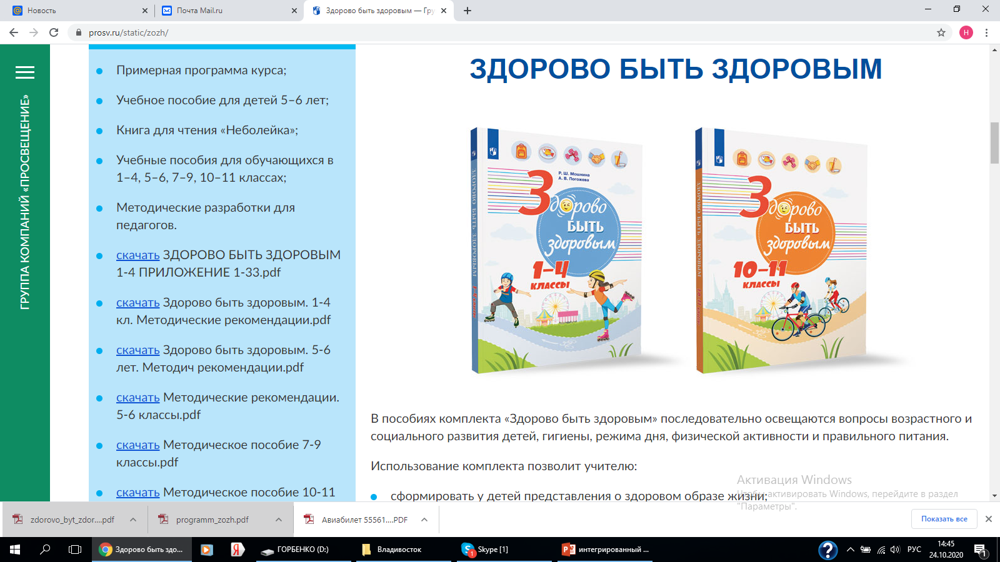 Новость
Почта Mail.ru
Здорово быть здоровым — Гру
prosv.ru/static/zozh/
Н
ГРУППА КОМПАНИЙ «ПРОСВЕЩЕНИЕ»
Примерная программа курса;
Учебное пособие для детей 5–6 лет;
Книга для чтения «Неболейка»;
Учебные пособия для обучающихся в
1–4, 5–6, 7–9, 10–11 классах;
Методические разработки для
педагогов.
скачать ЗДОРОВО БЫТЬ ЗДОРОВЫМ
1-4 ПРИЛОЖЕНИЕ 1-33.pdf
скачать Здорово быть здоровым. 1-4
кл. Методические рекомендации.pdf
скачать Здорово быть здоровым. 5-6
лет. Методич рекомендации.pdf
скачать Методические рекомендации.
5-6 классы.pdf
скачать Методическое пособие 7-9
классы.pdf
скачать Методическое пособие 10-11
ЗДОРОВО БЫТЬ ЗДОРОВЫМ
Р. Ш. Мошнина
А. В. Погожева
Здорово
быть
здоровым
1–4
классы
ЗДОРОВО БЫТЬ ЗДОРОВЫМ
Здорово
быть
здоровым
10–11
классы
ЗДОРОВО БЫТЬ ЗДОРОВЫМ
В пособиях комплекта «Здорово быть здоровым» последовательно освещаются вопросы возрастного и
социального развития детей, гигиены, режима дня, физической активности и правильного питания.
Использование комплекта позволит учителю:
сформировать у детей представления о здоровом образе жизни;
Активация Windows
Чтобы активировать Windows, перейдите в раздел
"Параметры".
zdorovo_byt_zdor....pdf
programm_zozh.pdf
Авиабилет 55561....PDF
Показать все
Здорово быть здо...
ГОРБЕНКО (D:)
Владивосток
Skype [1]
1
интегрированный ...
РУС
14:45
24.10.2020
1